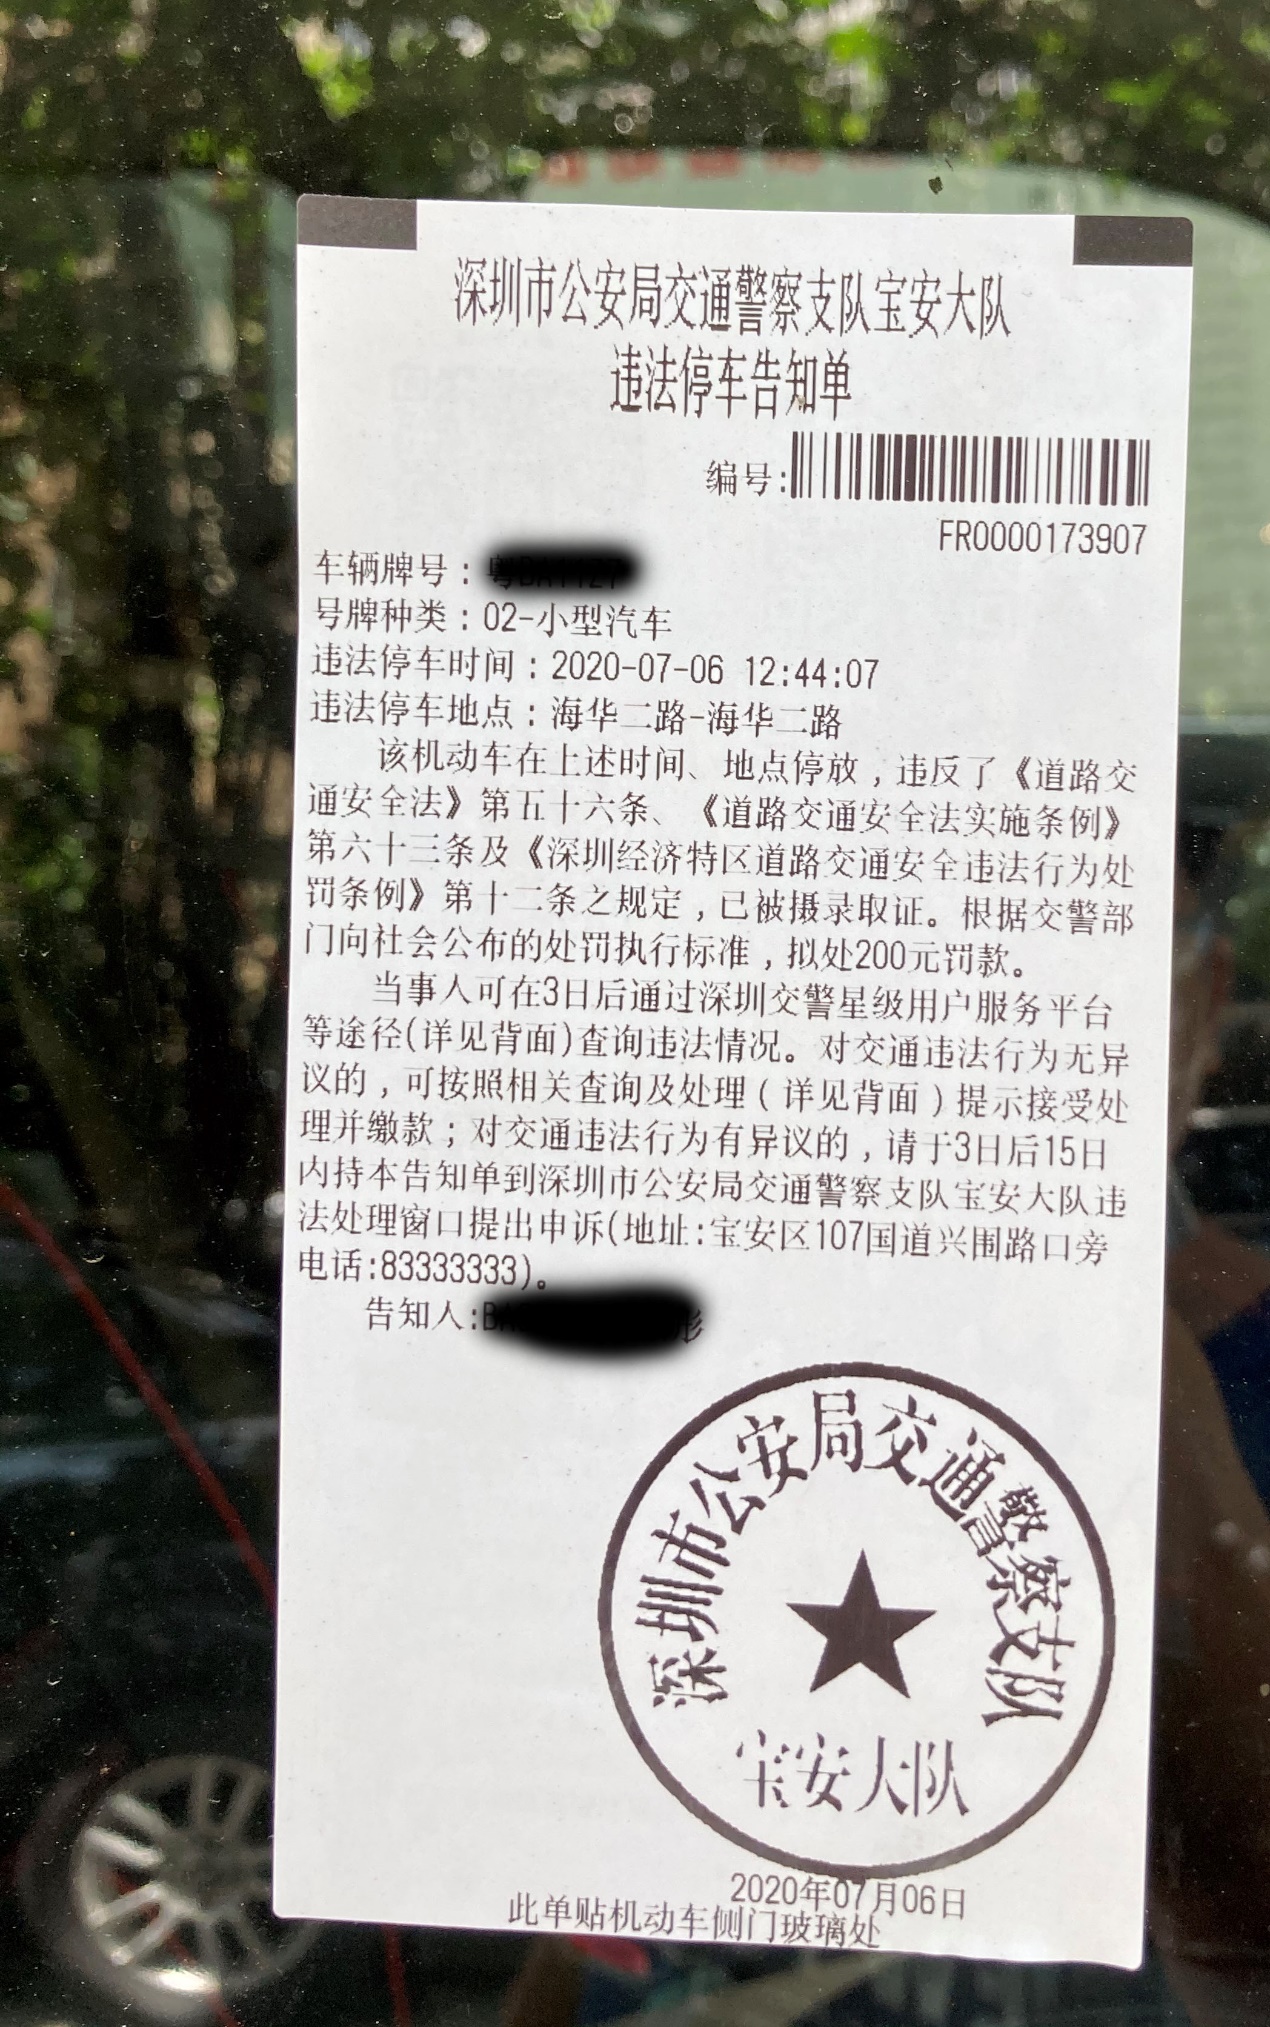 深圳市公安局交通警察支队宝安大队
违法停车告知单
编号:
FR0000173907
车辆牌号：
号牌种类：02-小型汽车
违法停车时间：2020-07-06 12:44:07
违法停车地点：海华二路-海华二路
该机动车在上述时间、地点停放，违反了《道路交
通安全法》第五十六条、《道路交通安全法实施条例》
第六十三条及《深圳经济特区道路交通安全违法行为处
罚条例》第十二条之规定，已被摄录取证。根据交警部
门向社会公布的处罚执行标准，拟处200元罚款。
当事人可在3日后通过深圳交警星级用户服务平台
等途径(详见背面)查询违法情况。对交通违法行为无异
议的，可按照相关查询及处理(详见背面)提示接受处
理并缴款；对交通违法行为有异议的，请于3日后15日
内持本告知单到深圳市公安局交通警察支队宝安大队违
法处理窗口提出申诉(地址:宝安区107国道兴围路口旁
电话:83333333)。
告知人:
深圳市公安局交通警察支队
宝安大队
2020年07月06日
此单贴机动车侧门玻璃处